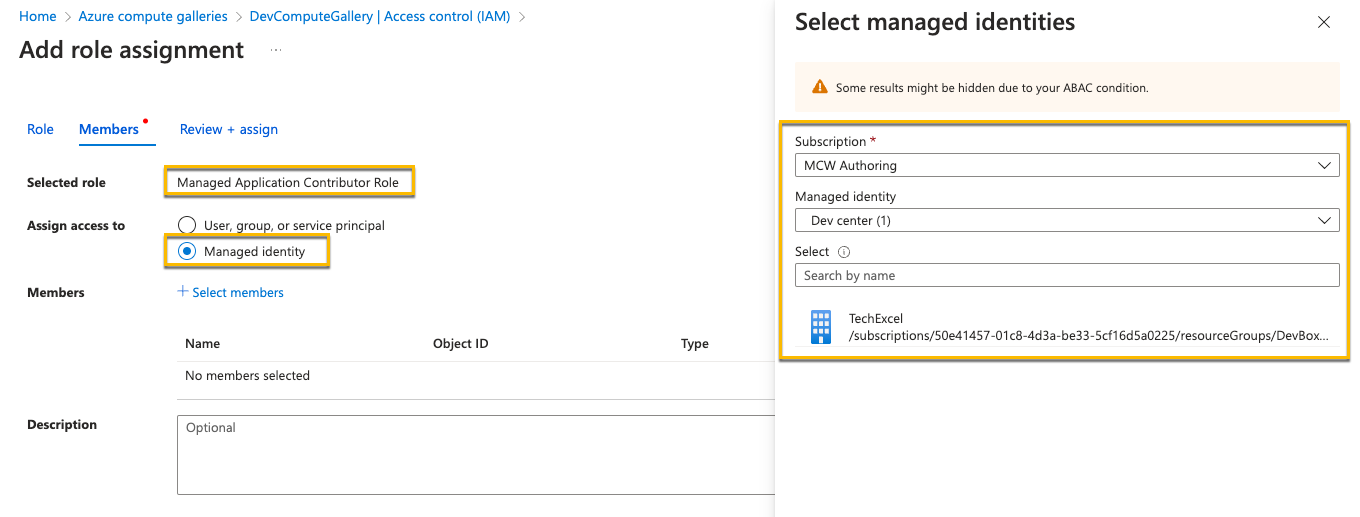 Home > Azure compute galleries > DevComputeGallery | Access control (IAM) >
Add role assignment ...
Role Members Review + assign
Selected role Managed Application Contributor Role
Assign access to User, group, or service principal
Managed identity
Members + Select members
Name Object ID Type
No members selected
Description Optional
Select managed identities
Some results might be hidden due to your ABAC condition.
Subscription *
MCW Authoring
Managed identity
Dev center (1)
Select
Search by name
TechExcel
/subscriptions/50e41457-01c8-4d3a-be33-5cf16d5a0225/resourceGroups/DevBox...